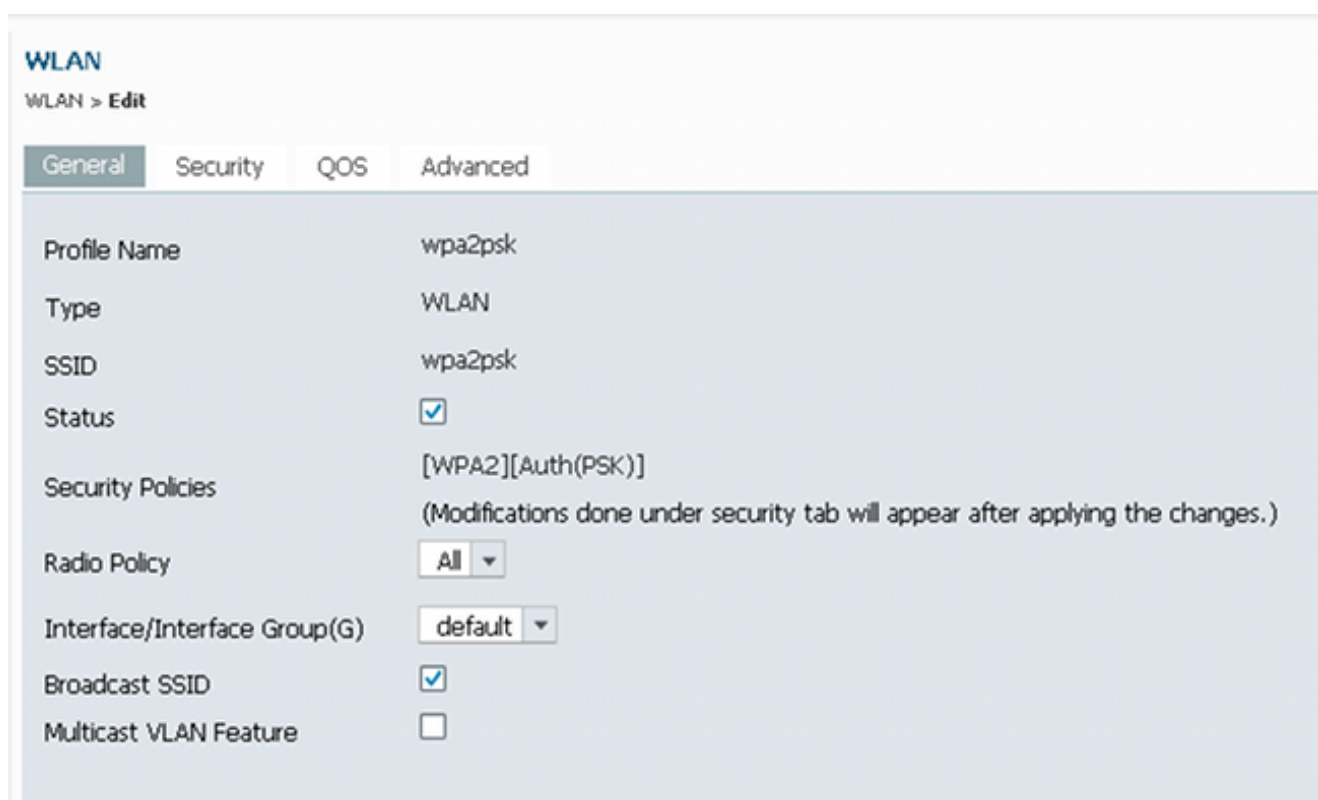 WLAN
WLAN > Edit
General Security QOS Advanced
Profile Name wpa2psk
Type WLAN
SSID wpa2psk
Status
Security Policies [WPA2][Auth(PSK)]
(Modifications done under security tab will appear after applying the changes.)
Radio Policy All
Interface/Interface Group(G) default
Broadcast SSID
Multicast VLAN Feature